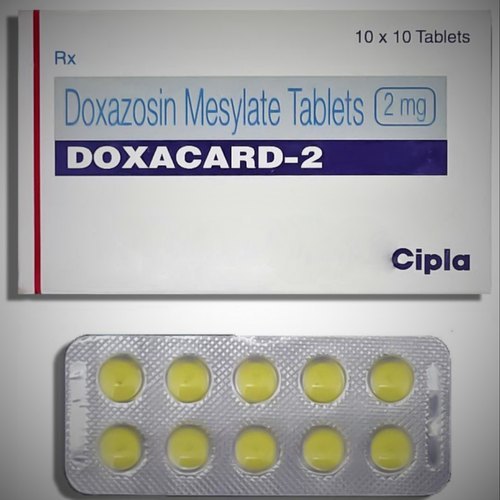 10 x 10 Tablets
Rx
Doxazosin Mesylate Tablets 2 mg
DOXACARD-2
Cipla